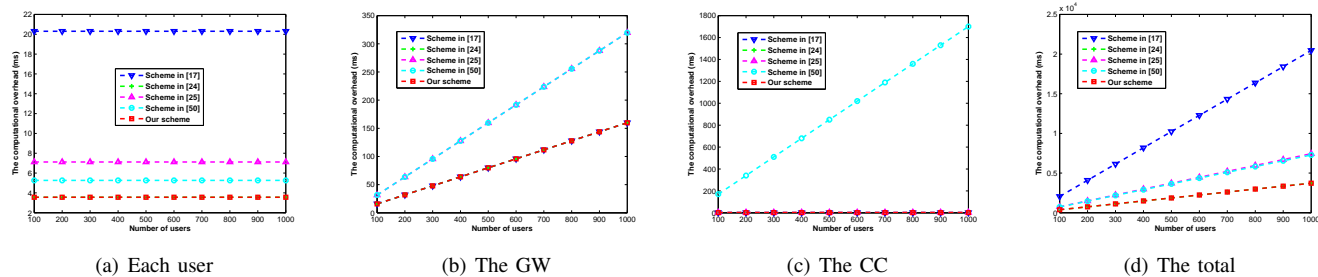 The computational overhead (ms)
22
20
18
16
14
12
10
8
6
4
2
100 200 300 400 500 600 700 800 900 1000
Number of users
Scheme in [17]
Scheme in [24]
Scheme in [25]
Scheme in [50]
Our scheme
(a) Each user
The computational overhead (ms)
350
300
250
200
150
100
50
0
100 200 300 400 500 600 700 800 900 1000
Number of users
Scheme in [17]
Scheme in [24]
Scheme in [25]
Scheme in [50]
Our scheme
(b) The GW
The computational overhead (ms)
1800
1600
1400
1200
1000
800
600
400
200
0
100 200 300 400 500 600 700 800 900 1000
Number of users
Scheme in [17]
Scheme in [24]
Scheme in [25]
Scheme in [50]
Our scheme
(c) The CC
The computational overhead (ms)
x 10⁴
2.5
2
1.5
1
0.5
0
100 200 300 400 500 600 700 800 900 1000
Number of users
Scheme in [17]
Scheme in [24]
Scheme in [25]
Scheme in [50]
Our scheme
(d) The total